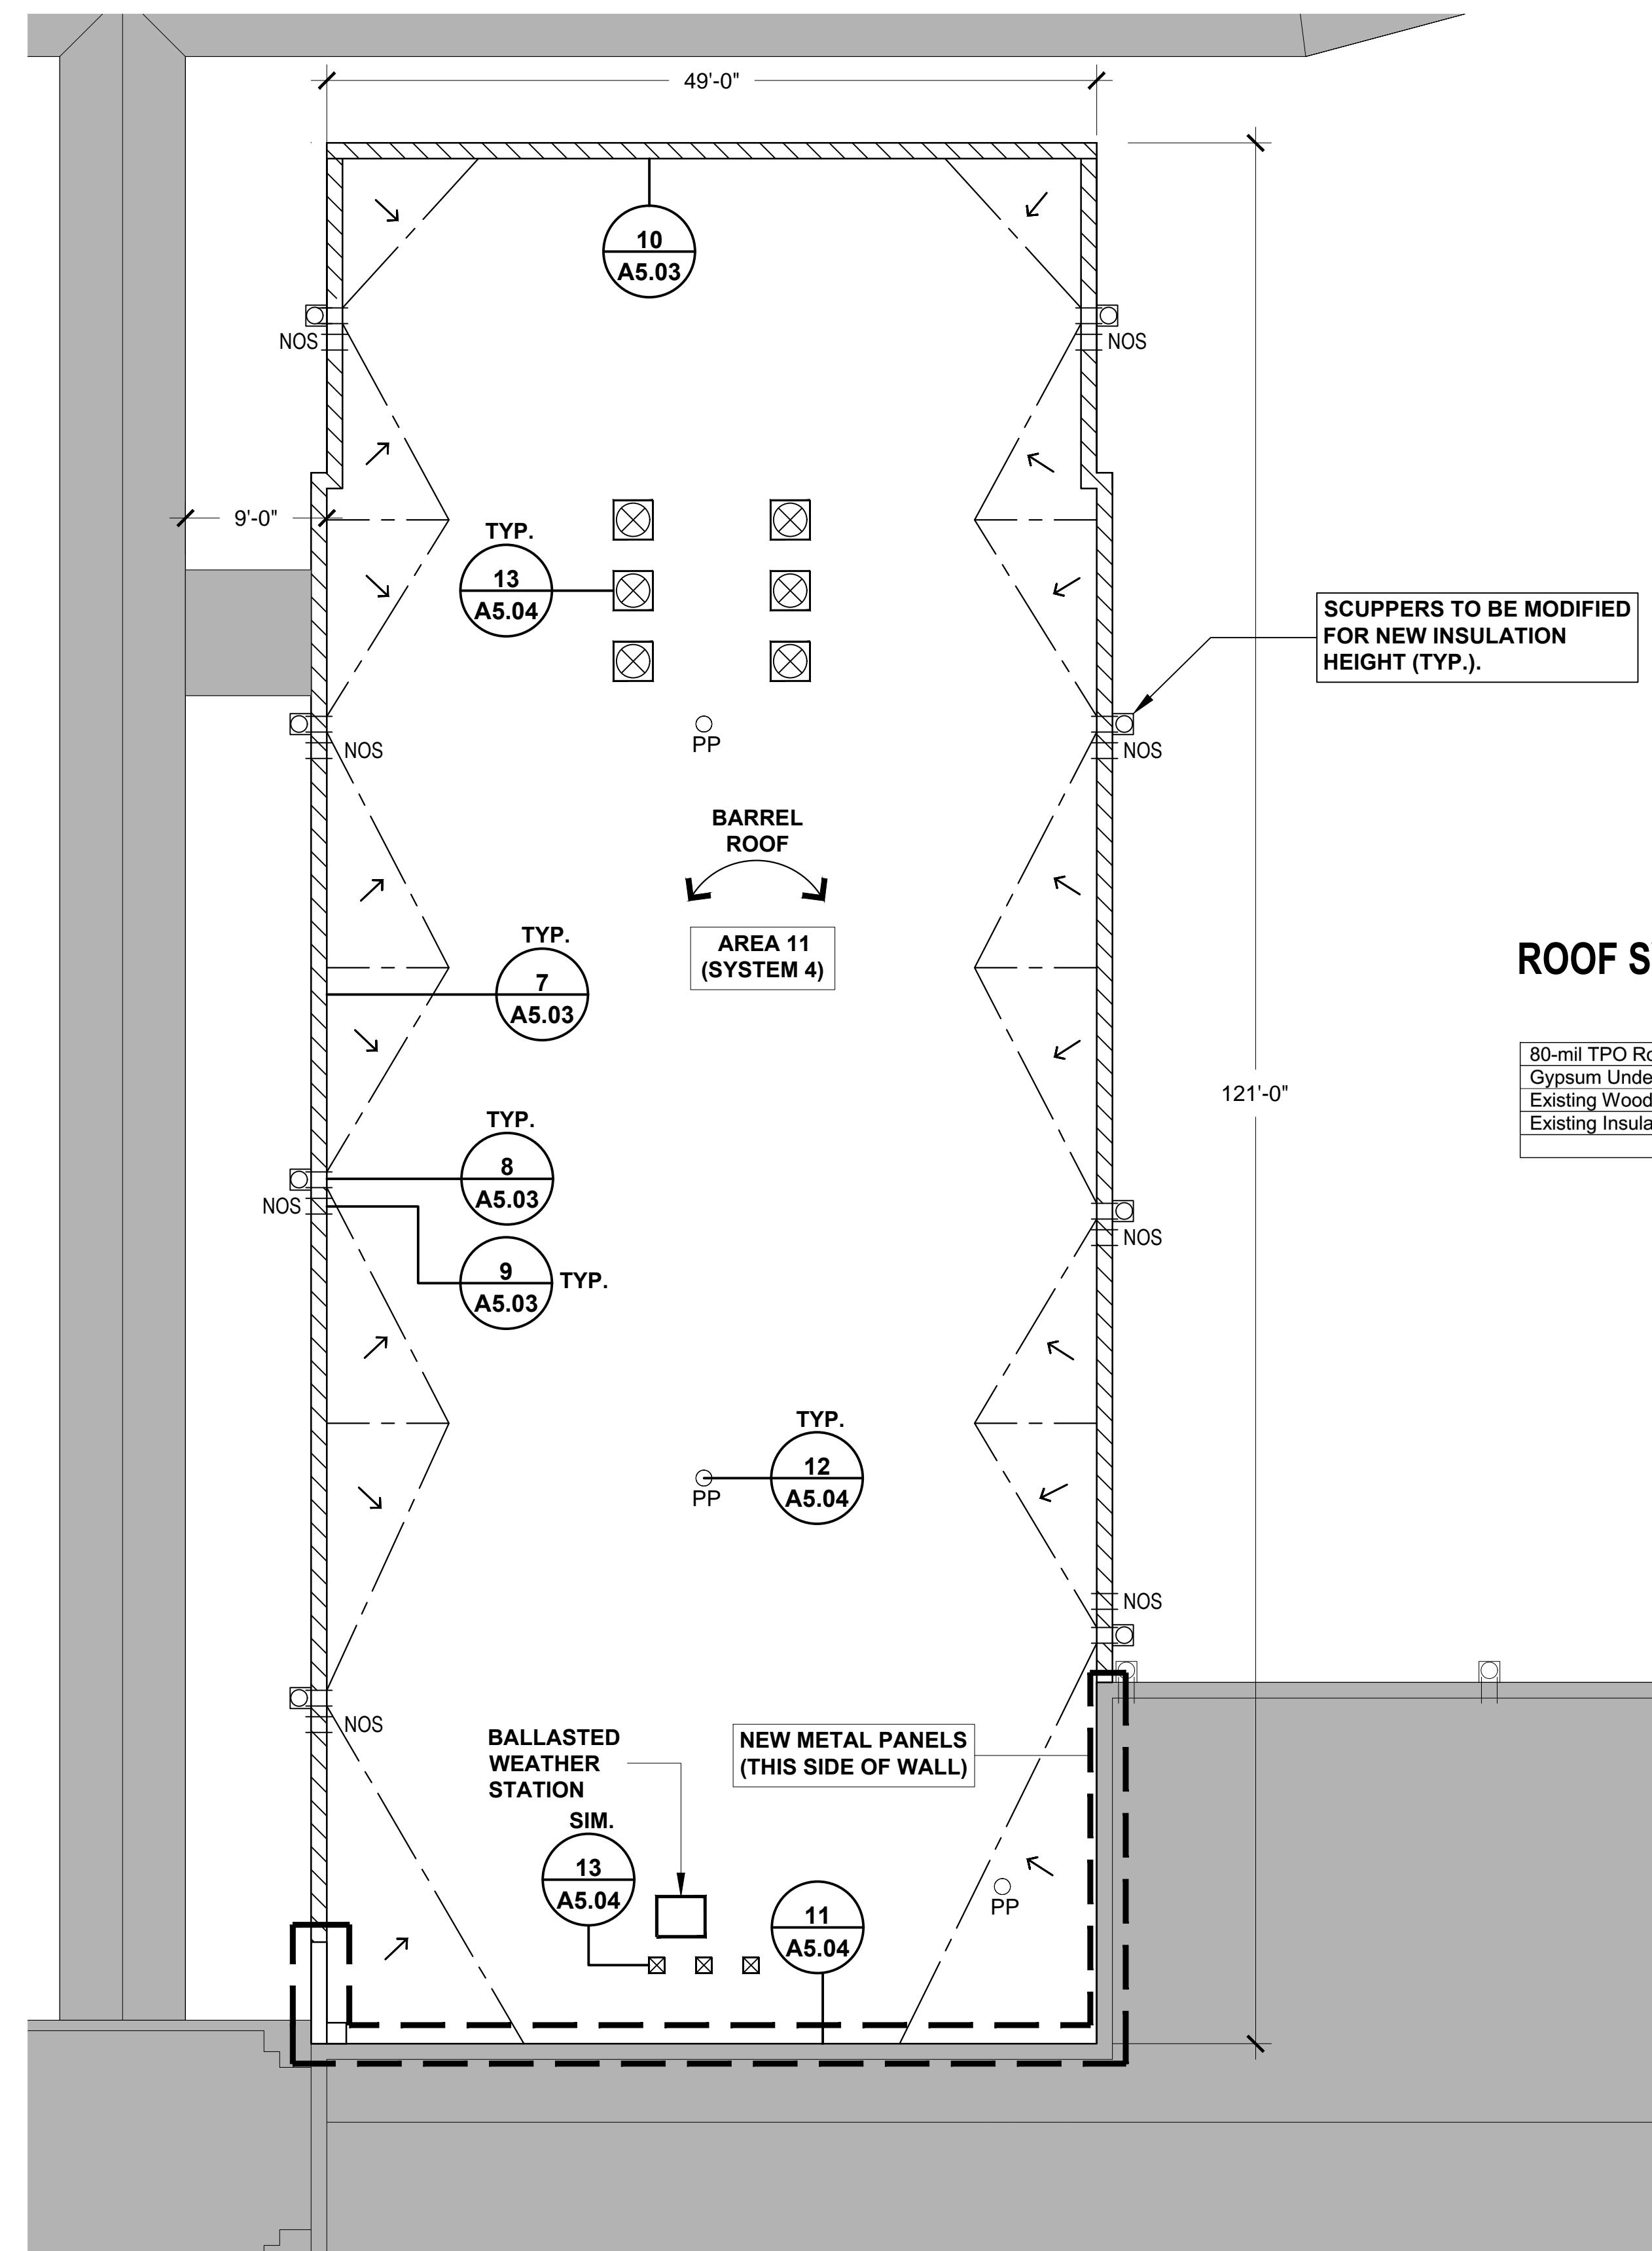 49'-0"
10
A5.03
NOS
NOS
9'-0"
TYP.
13
A5.04
SCUPPERS TO BE MODIFIED
FOR NEW INSULATION
HEIGHT (TYP.).
PP
NOS
NOS
BARREL
ROOF
AREA 11
(SYSTEM 4)
TYP.
7
A5.03
ROOF S
80-mil TPO Ro
Gypsum Unde
Existing Wood
Existing Insula
121'-0"
TYP.
8
A5.03
NOS
NOS
9
A5.03
TYP.
TYP.
12
A5.04
PP
NOS
NOS
BALLASTED
WEATHER
STATION
NEW METAL PANELS
(THIS SIDE OF WALL)
SIM.
13
A5.04
11
A5.04
PP